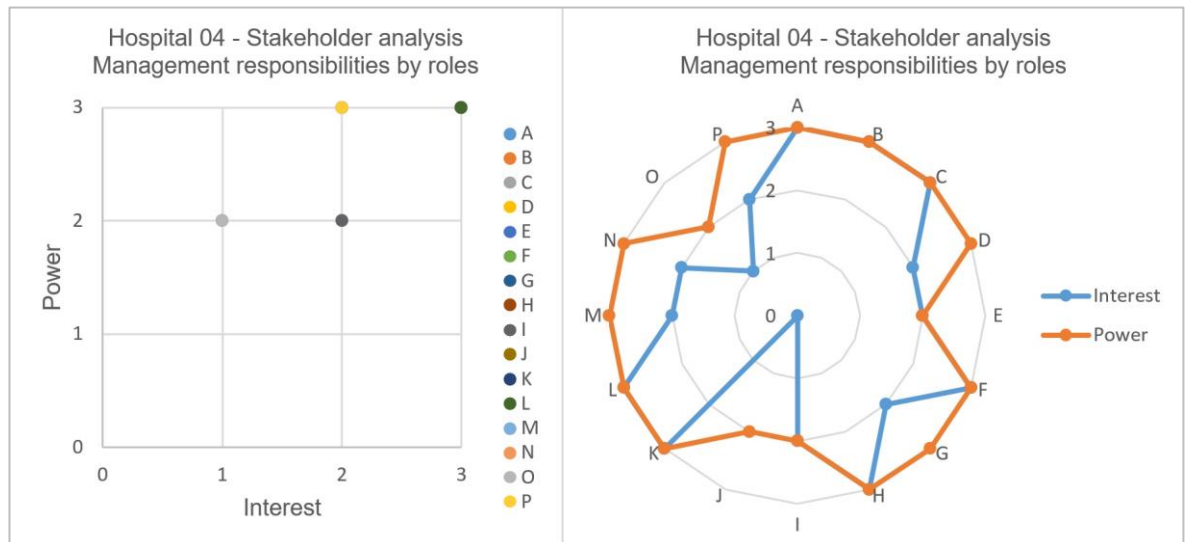 Hospital 04 - Stakeholder analysis
Management responsibilities by roles
3
2
1
0
0
1
2
3
Power
Interest
A
B
C
D
E
F
G
H
I
J
K
L
M
N
O
P
Hospital 04 - Stakeholder analysis
Management responsibilities by roles
A
B
C
D
E
F
G
H
I
J
K
L
M
N
O
P
3
2
1
0
Interest
Power